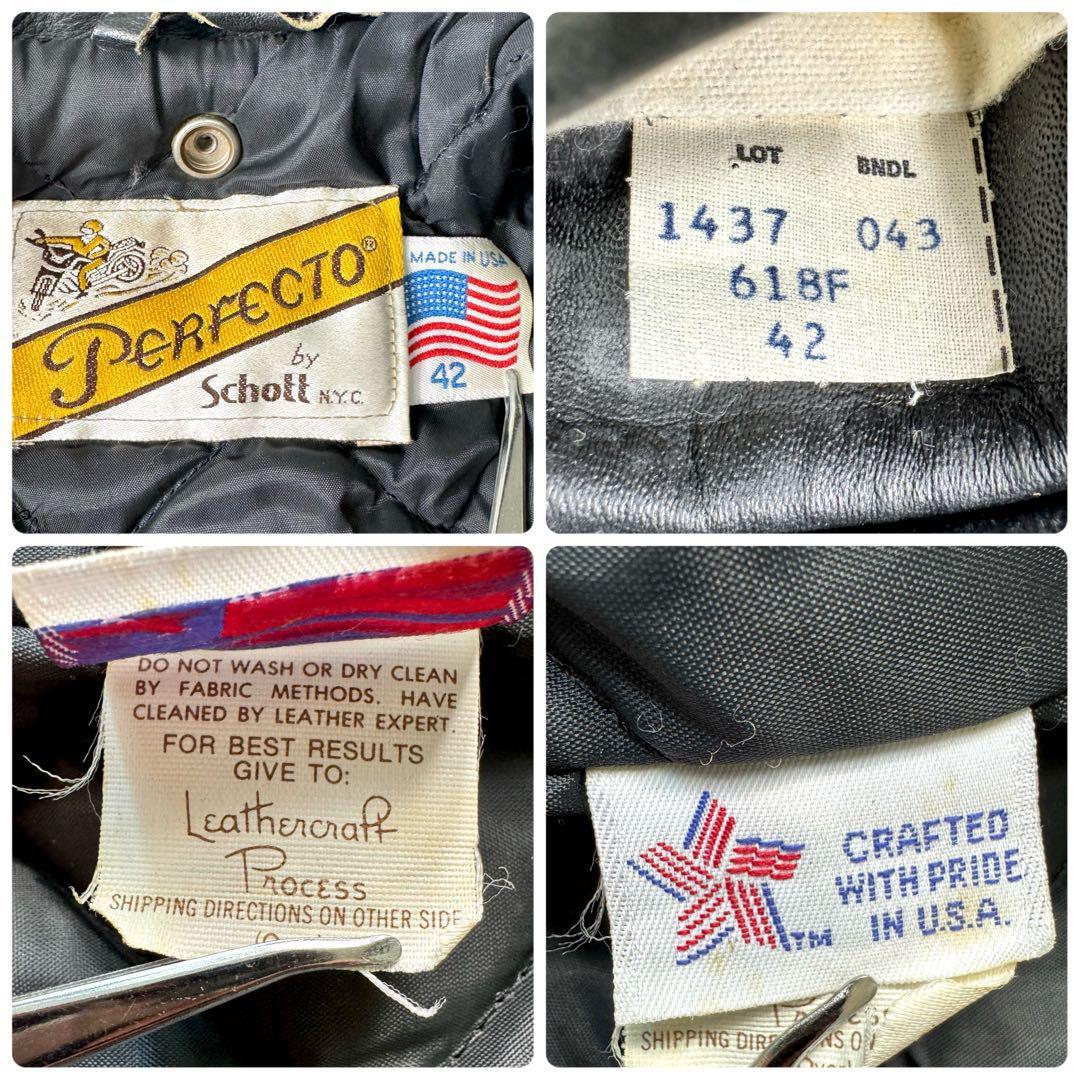 PERFECTO®
by
Schott N.Y.C.
MADE IN USA
42
LOT BNDL
1437 043
618F
42
DO NOT WASH OR DRY CLEAN
BY FABRIC METHODS. HAVE
CLEANED BY LEATHER EXPERT.
FOR BEST RESULTS
GIVE TO:
Leathercraft
Process
SHIPPING DIRECTIONS ON OTHER SIDE
CRAFTED
WITH PRIDE
IN U.S.A.
TM
Process
SHIPPING